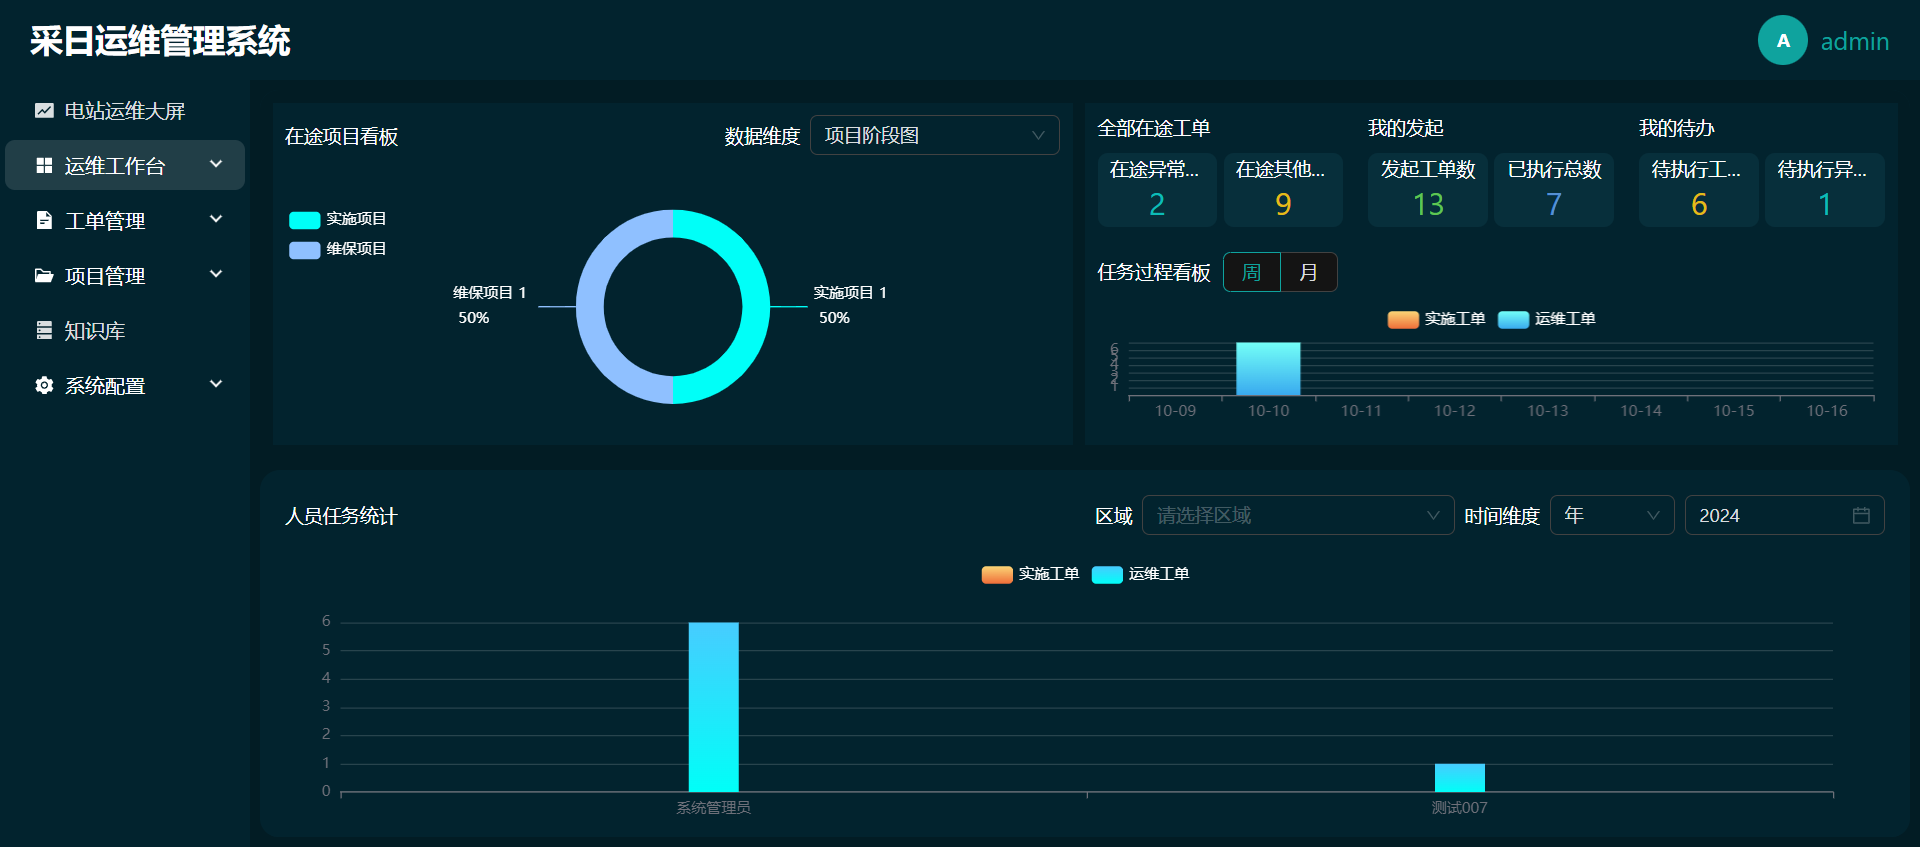 采日运维管理系统
A admin
电站运维大屏
运维工作台
工单管理
项目管理
知识库
系统配置
在途项目看板
数据维度 项目阶段图
实施项目
维保项目
维保项目 1
50%
实施项目 1
50%
全部在途工单
在途异常...
2
在途其他...
9
我的发起
发起工单数
13
已执行总数
7
我的待办
待执行工...
6
待执行异...
1
任务过程看板 周 月
实施工单 运维工单
6
5
4
3
2
1
10-09 10-10 10-11 10-12 10-13 10-14 10-15 10-16
人员任务统计
区域 请选择区域 时间维度 年 2024
实施工单 运维工单
6
5
4
3
2
1
0
系统管理员 测试007